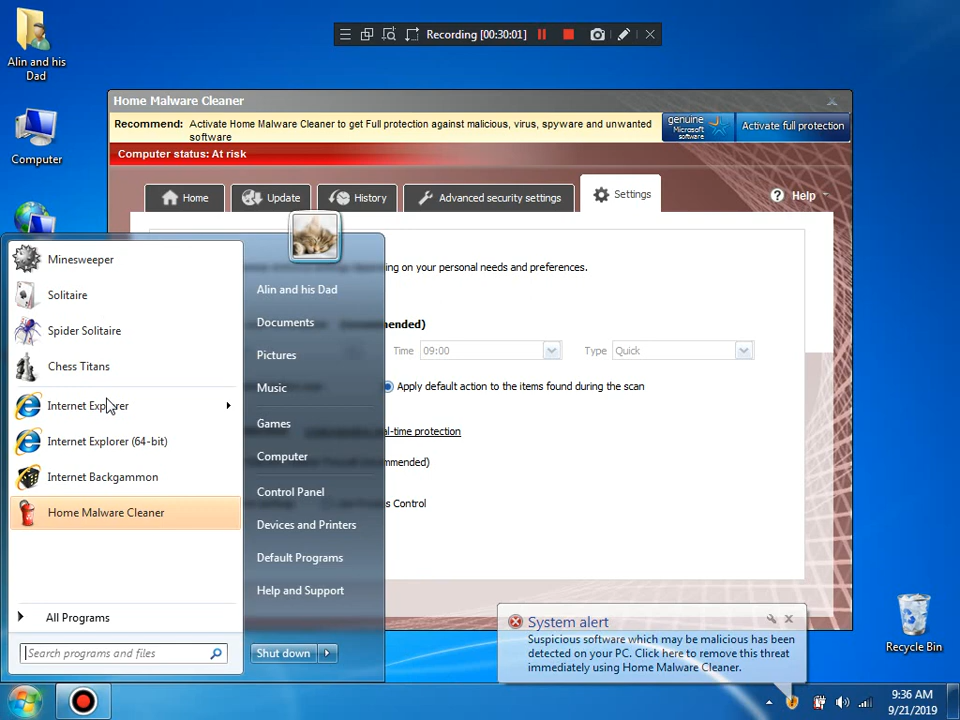 Alin and his
Dad
Recording [00:30:01]
Computer
Home Malware Cleaner
Recommend: Activate Home Malware Cleaner to get Full protection against malicious, virus, spyware and unwanted
software
genuine
Microsoft
software
Activate full protection
Computer status: At risk
Home
Update
History
Advanced security settings
Settings
Help
on your personal needs and preferences.
Time 09:00
Type Quick
Apply default action to the items found during the scan
Minesweeper
Solitaire
Spider Solitaire
Chess Titans
Internet Explorer
Internet Explorer (64-bit)
Internet Backgammon
Home Malware Cleaner
All Programs
Search programs and files
Alin and his Dad
Documents
Pictures
Music
Games
Computer
Control Panel
Devices and Printers
Default Programs
Help and Support
Shut down
System alert
Suspicious software which may be malicious has been
detected on your PC. Click here to remove this threat
immediately using Home Malware Cleaner.
Recycle Bin
9:36 AM
9/21/2019